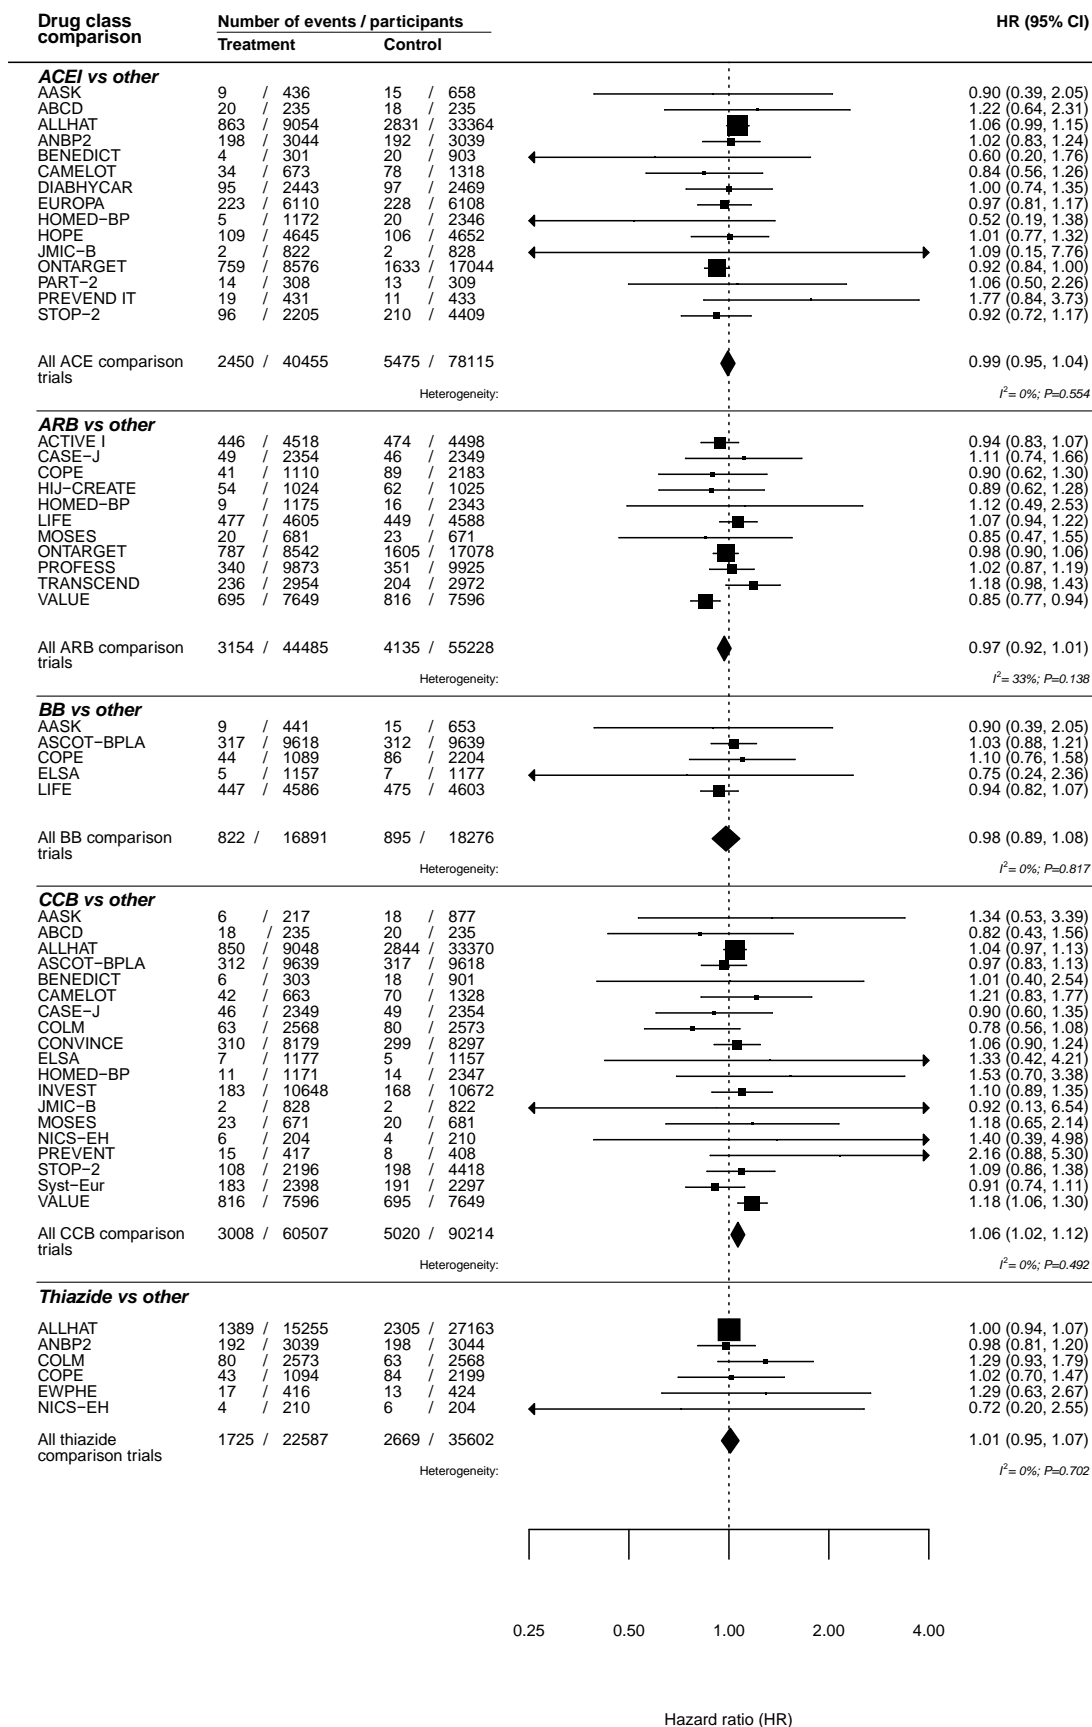 Drug class comparison Number of events / participants HR (95% CI)
Treatment Control
ACEI vs other
AASK 9 / 436 15 / 658 0.90 (0.39, 2.05)
ABCD 20 / 235 18 / 235 1.22 (0.64, 2.31)
ALLHAT 863 / 9054 2831 / 33364 1.06 (0.99, 1.15)
ANBP2 198 / 3044 192 / 3039 1.02 (0.83, 1.24)
BENEDICT 4 / 301 20 / 903 0.60 (0.20, 1.76)
CAMELOT 34 / 673 78 / 1318 0.84 (0.56, 1.26)
DIABHYCAR 95 / 2443 97 / 2469 1.00 (0.74, 1.35)
EUROPA 223 / 6110 228 / 6108 0.97 (0.81, 1.17)
HOMED−BP 5 / 1172 20 / 2346 0.52 (0.19, 1.38)
HOPE 109 / 4645 106 / 4652 1.01 (0.77, 1.32)
JMIC−B 2 / 822 2 / 828 1.09 (0.15, 7.76)
ONTARGET 759 / 8576 1633 / 17044 0.92 (0.84, 1.00)
PART−2 14 / 308 13 / 309 1.06 (0.50, 2.26)
PREVEND IT 19 / 431 11 / 433 1.77 (0.84, 3.73)
STOP−2 96 / 2205 210 / 4409 0.92 (0.72, 1.17)
All ACE comparison trials 2450 / 40455 5475 / 78115 0.99 (0.95, 1.04)
Heterogeneity: I²= 0%; P=0.554
ARB vs other
ACTIVE I 446 / 4518 474 / 4498 0.94 (0.83, 1.07)
CASE−J 49 / 2354 46 / 2349 1.11 (0.74, 1.66)
COPE 41 / 1110 89 / 2183 0.90 (0.62, 1.30)
HIJ−CREATE 54 / 1024 62 / 1025 0.89 (0.62, 1.28)
HOMED−BP 9 / 1175 16 / 2343 1.12 (0.49, 2.53)
LIFE 477 / 4605 449 / 4588 1.07 (0.94, 1.22)
MOSES 20 / 681 23 / 671 0.85 (0.47, 1.55)
ONTARGET 787 / 8542 1605 / 17078 0.98 (0.90, 1.06)
PROFESS 340 / 9873 351 / 9925 1.02 (0.87, 1.19)
TRANSCEND 236 / 2954 204 / 2972 1.18 (0.98, 1.43)
VALUE 695 / 7649 816 / 7596 0.85 (0.77, 0.94)
All ARB comparison trials 3154 / 44485 4135 / 55228 0.97 (0.92, 1.01)
Heterogeneity: I²= 33%; P=0.138
BB vs other
AASK 9 / 441 15 / 653 0.90 (0.39, 2.05)
ASCOT−BPLA 317 / 9618 312 / 9639 1.03 (0.88, 1.21)
COPE 44 / 1089 86 / 2204 1.10 (0.76, 1.58)
ELSA 5 / 1157 7 / 1177 0.75 (0.24, 2.36)
LIFE 447 / 4586 475 / 4603 0.94 (0.82, 1.07)
All BB comparison trials 822 / 16891 895 / 18276 0.98 (0.89, 1.08)
Heterogeneity: I²= 0%; P=0.817
CCB vs other
AASK 6 / 217 18 / 877 1.34 (0.53, 3.39)
ABCD 18 / 235 20 / 235 0.82 (0.43, 1.56)
ALLHAT 850 / 9048 2844 / 33370 1.04 (0.97, 1.13)
ASCOT−BPLA 312 / 9639 317 / 9618 0.97 (0.83, 1.13)
BENEDICT 6 / 303 18 / 901 1.01 (0.40, 2.54)
CAMELOT 42 / 663 70 / 1328 1.21 (0.83, 1.77)
CASE−J 46 / 2349 49 / 2354 0.90 (0.60, 1.35)
COLM 63 / 2568 80 / 2573 0.78 (0.56, 1.08)
CONVINCE 310 / 8179 299 / 8297 1.06 (0.90, 1.24)
ELSA 7 / 1177 5 / 1157 1.33 (0.42, 4.21)
HOMED−BP 11 / 1171 14 / 2347 1.53 (0.70, 3.38)
INVEST 183 / 10648 168 / 10672 1.10 (0.89, 1.35)
JMIC−B 2 / 828 2 / 822 0.92 (0.13, 6.54)
MOSES 23 / 671 20 / 681 1.18 (0.65, 2.14)
NICS−EH 6 / 204 4 / 210 1.40 (0.39, 4.98)
PREVENT 15 / 417 8 / 408 2.16 (0.88, 5.30)
STOP−2 108 / 2196 198 / 4418 1.09 (0.86, 1.38)
Syst−Eur 183 / 2398 191 / 2297 0.91 (0.74, 1.11)
VALUE 816 / 7596 695 / 7649 1.18 (1.06, 1.30)
All CCB comparison trials 3008 / 60507 5020 / 90214 1.06 (1.02, 1.12)
Heterogeneity: I²= 0%; P=0.492
Thiazide vs other
ALLHAT 1389 / 15255 2305 / 27163 1.00 (0.94, 1.07)
ANBP2 192 / 3039 198 / 3044 0.98 (0.81, 1.20)
COLM 80 / 2573 63 / 2568 1.29 (0.93, 1.79)
COPE 43 / 1094 84 / 2199 1.02 (0.70, 1.47)
EWPHE 17 / 416 13 / 424 1.29 (0.63, 2.67)
NICS−EH 4 / 210 6 / 204 0.72 (0.20, 2.55)
All thiazide comparison trials 1725 / 22587 2669 / 35602 1.01 (0.95, 1.07)
Heterogeneity: I²= 0%; P=0.702
0.25 0.50 1.00 2.00 4.00
Hazard ratio (HR)